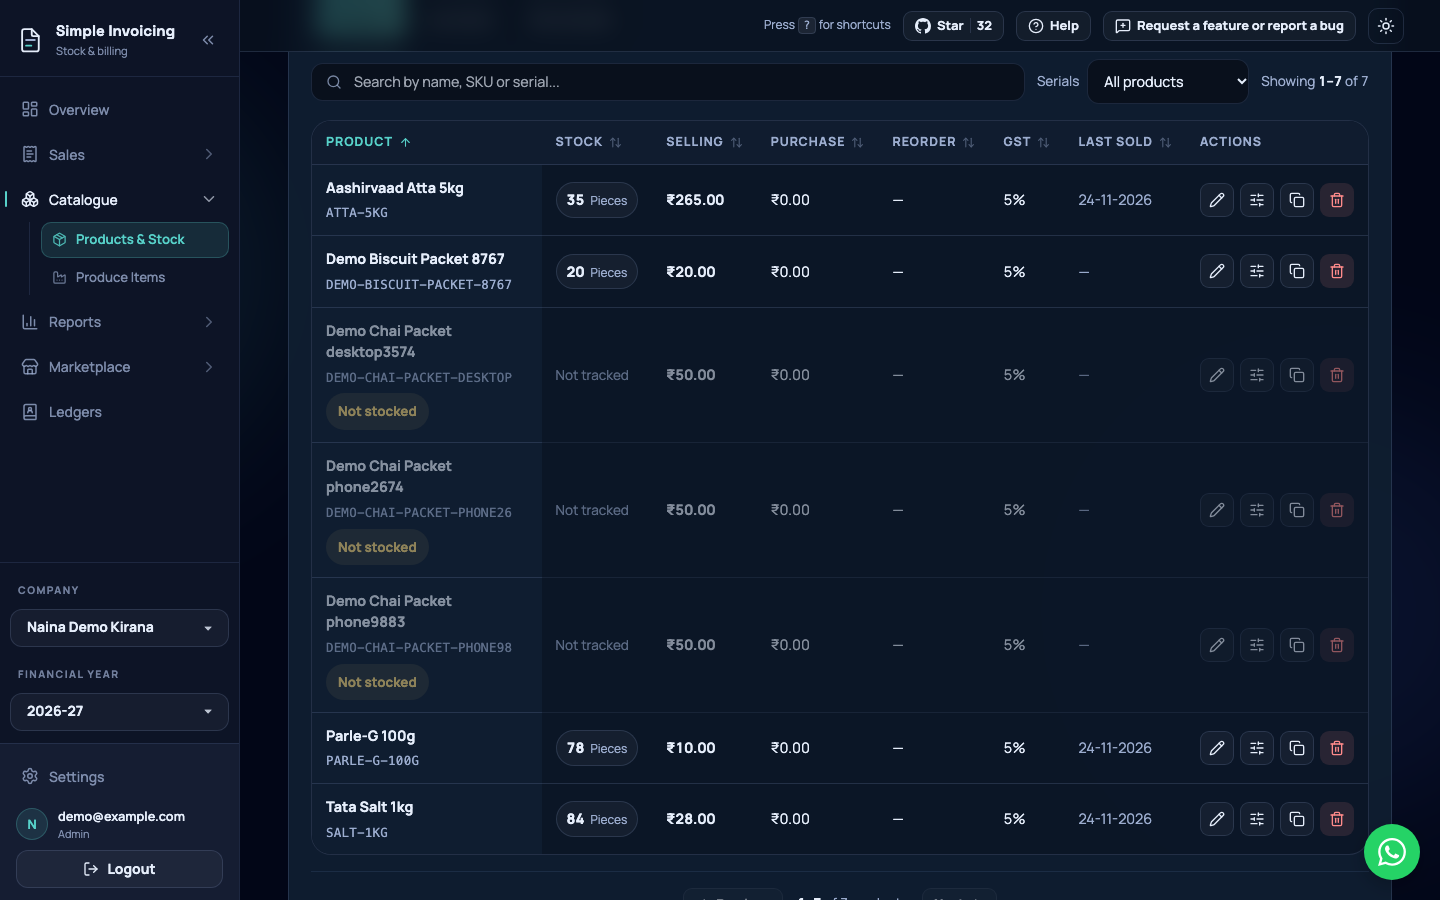 Simple Invoicing
Stock & billing
Press ? for shortcuts
Star 32
Help
Request a feature or report a bug
Overview
Sales
Catalogue
Products & Stock
Produce Items
Reports
Marketplace
Ledgers
COMPANY
Naina Demo Kirana
FINANCIAL YEAR
2026-27
Settings
N
demo@example.com
Admin
Logout
Search by name, SKU or serial...
Serials
All products
Showing 1–7 of 7
PRODUCT STOCK SELLING PURCHASE REORDER GST LAST SOLD ACTIONS
Aashirvaad Atta 5kg
ATTA-5KG
35 Pieces ₹265.00 ₹0.00 — 5% 24-11-2026
Demo Biscuit Packet 8767
DEMO-BISCUIT-PACKET-8767
20 Pieces ₹20.00 ₹0.00 — 5% —
Demo Chai Packet
desktop3574
DEMO-CHAI-PACKET-DESKTOP
Not stocked
Not tracked ₹50.00 ₹0.00 — 5% —
Demo Chai Packet
phone2674
DEMO-CHAI-PACKET-PHONE26
Not stocked
Not tracked ₹50.00 ₹0.00 — 5% —
Demo Chai Packet
phone9883
DEMO-CHAI-PACKET-PHONE98
Not stocked
Not tracked ₹50.00 ₹0.00 — 5% —
Parle-G 100g
PARLE-G-100G
78 Pieces ₹10.00 ₹0.00 — 5% 24-11-2026
Tata Salt 1kg
SALT-1KG
84 Pieces ₹28.00 ₹0.00 — 5% 24-11-2026